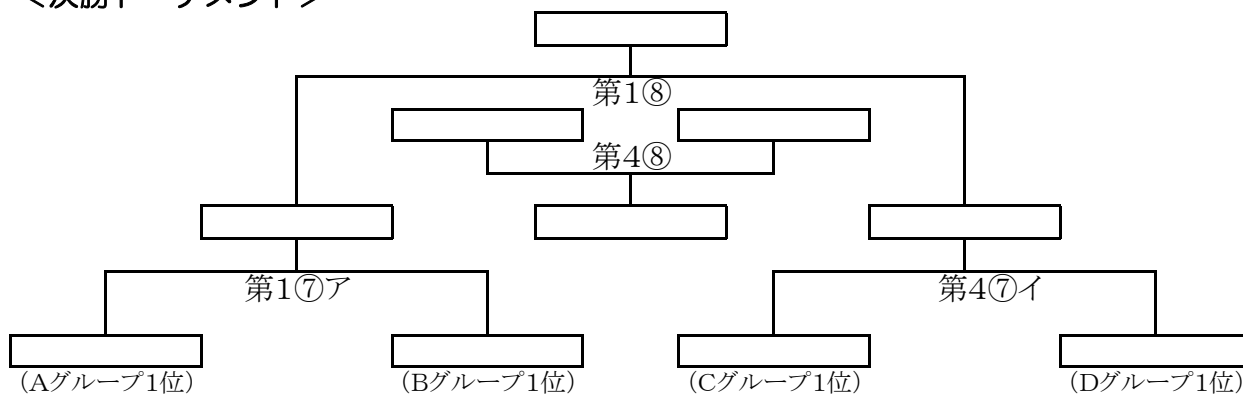 ＜決勝トーナメント＞
第1⑧
第4⑧
第1⑦ア
第4⑦イ
（Aグループ1位）
（Bグループ1位）
（Cグループ1位）
（Dグループ1位）